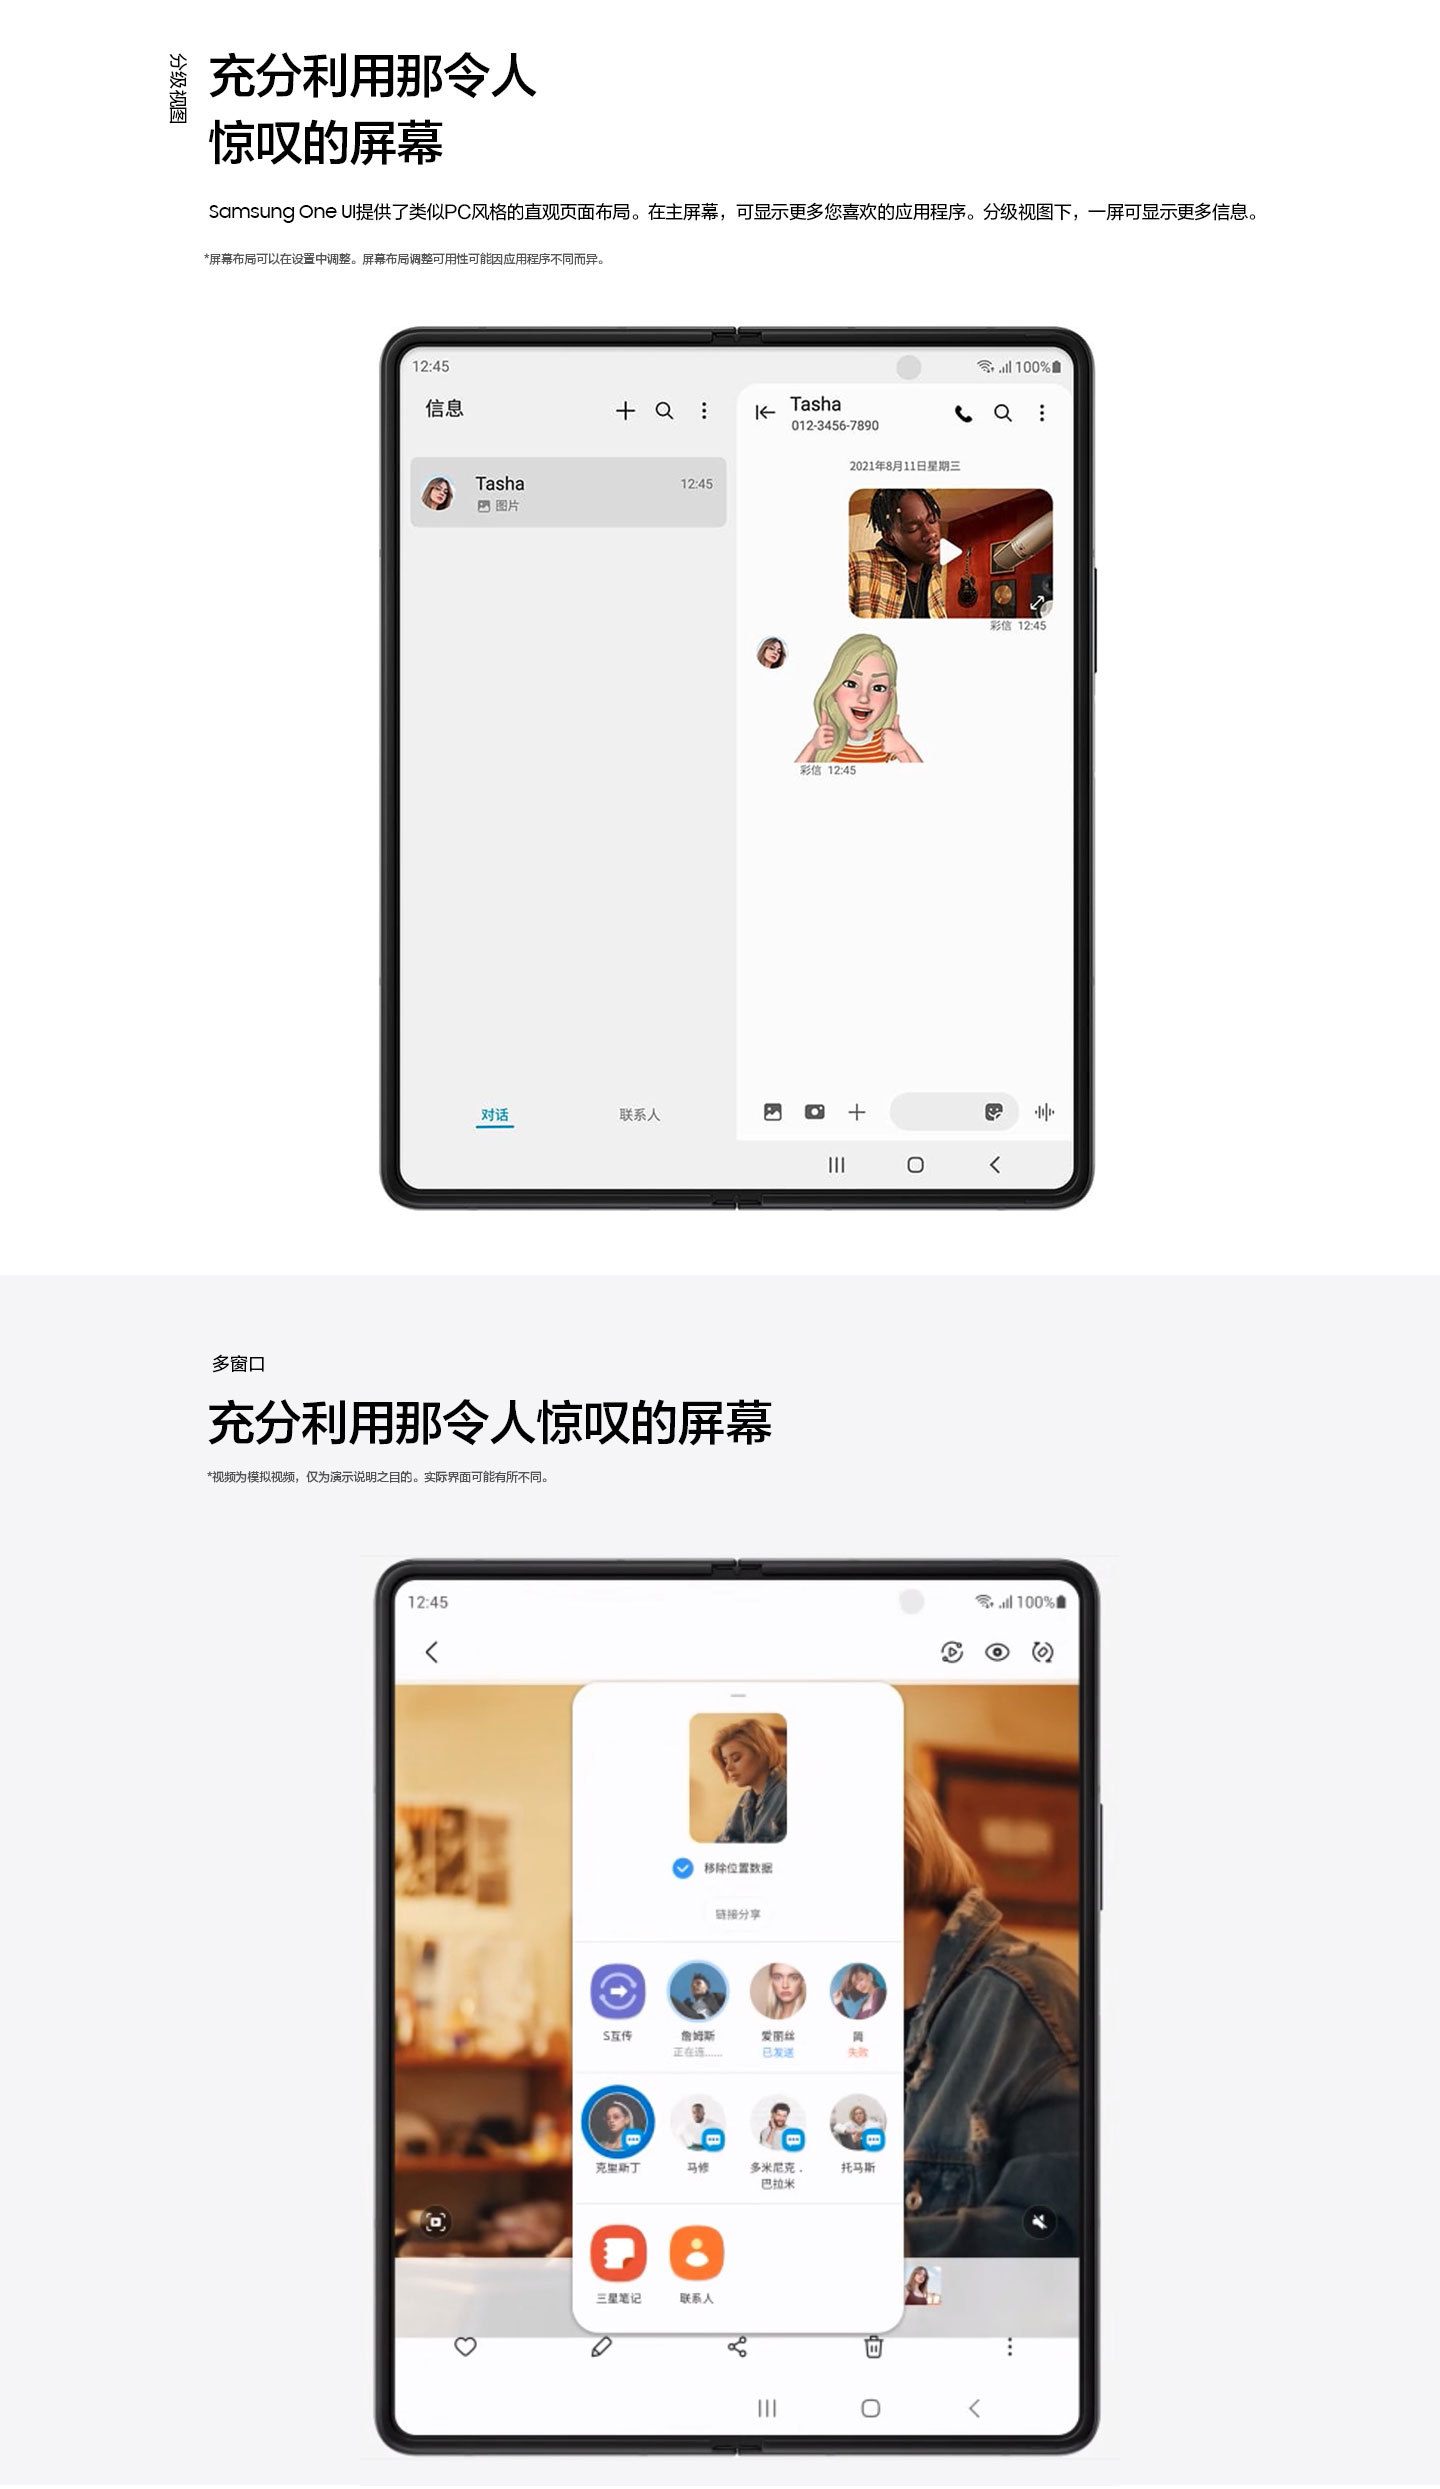 分级视图
充分利用那令人
惊叹的屏幕
Samsung One UI提供了类似PC风格的直观页面布局。在主屏幕，可显示更多您喜欢的应用程序。分级视图下，一屏可显示更多信息。
*屏幕布局可以在设置中调整。屏幕布局调整可用性可能因应用程序不同而异。
12:45
100%
信息
Tasha
012-3456-7890
2021年8月11日星期三
Tasha
12:45
图片
彩信 12:45
彩信 12:45
对话
联系人
多窗口
充分利用那令人惊叹的屏幕
*视频为模拟视频，仅为演示说明之目的。实际界面可能有所不同。
12:45
100%
移除位置数据
链接分享
S互传
詹姆斯
爱丽丝
简
正在连......
已发送
失败
克里斯丁
马修
多米尼克．
托马斯
巴拉米
三星笔记
联系人